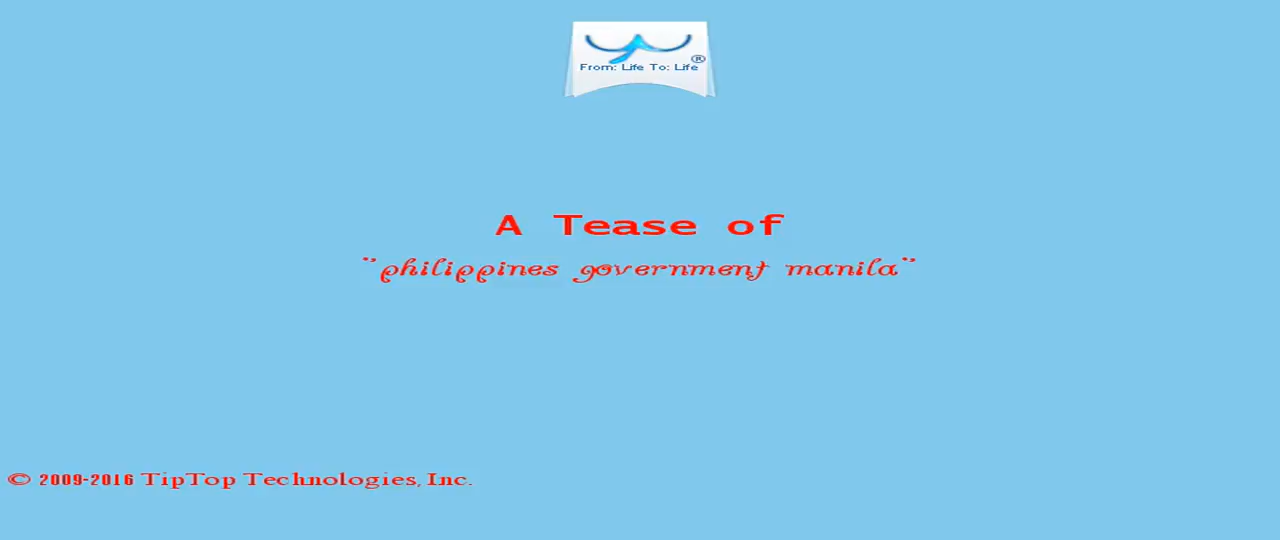 From: Life To: Life ®
A Tease of
"philippines government manila"
© 2009-2016 TipTop Technologies, Inc.